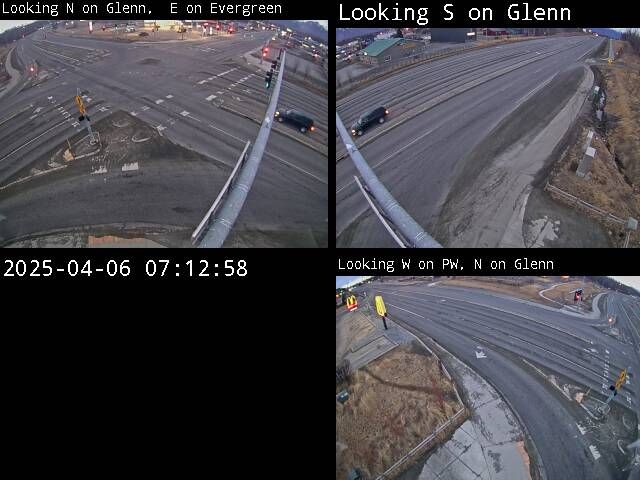 Looking N on Glenn, E on Evergreen
Looking S on Glenn
2025-04-06 07:12:58
Looking W on PW, N on Glenn